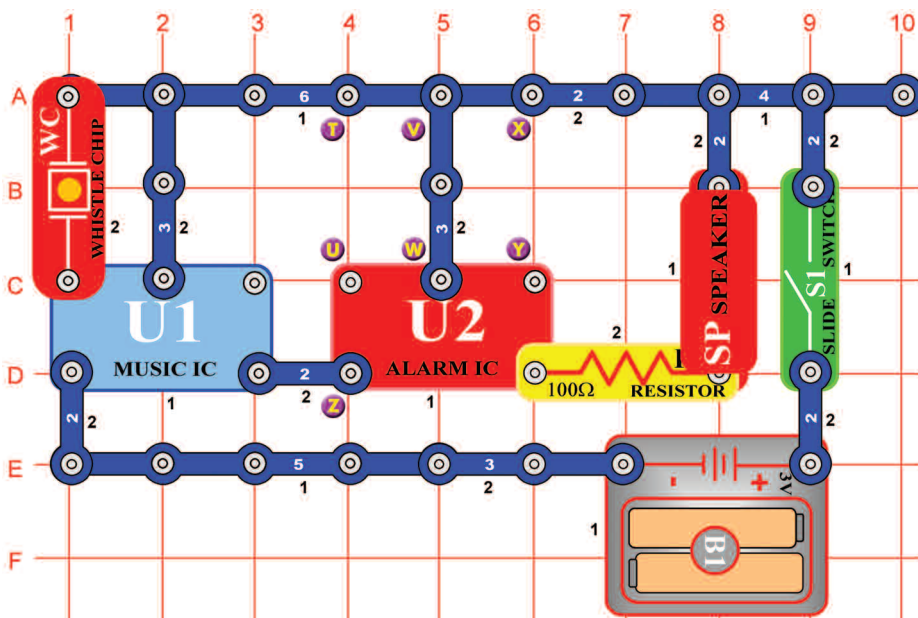 1 2 3 4 5 6 7 8 9 10
A
6
1
2
2
4
1
T V X
2 2
2 2
WC
WHISTLE CHIP
2
B
3 2
3 2
U W Y
1
SP SPEAKER
SLIDE SWITCH
S1
1
C
U1
MUSIC IC
U2
ALARM IC
2
100Ω
RESISTOR
D
2
2
Z
1
1
2 2
2 2
E
5
1
3
2
- +
3V
1
B1
F